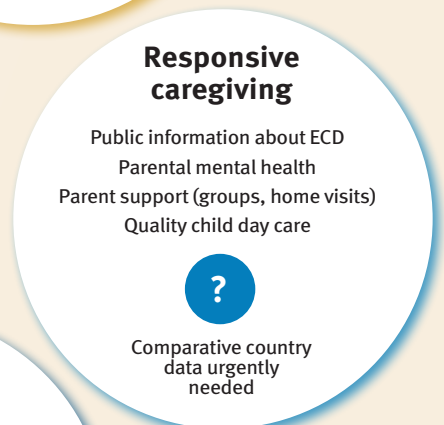 Responsive
caregiving
Public information about ECD
Parental mental health
Parent support (groups, home visits)
Quality child day care
?
Comparative country
data urgently
needed